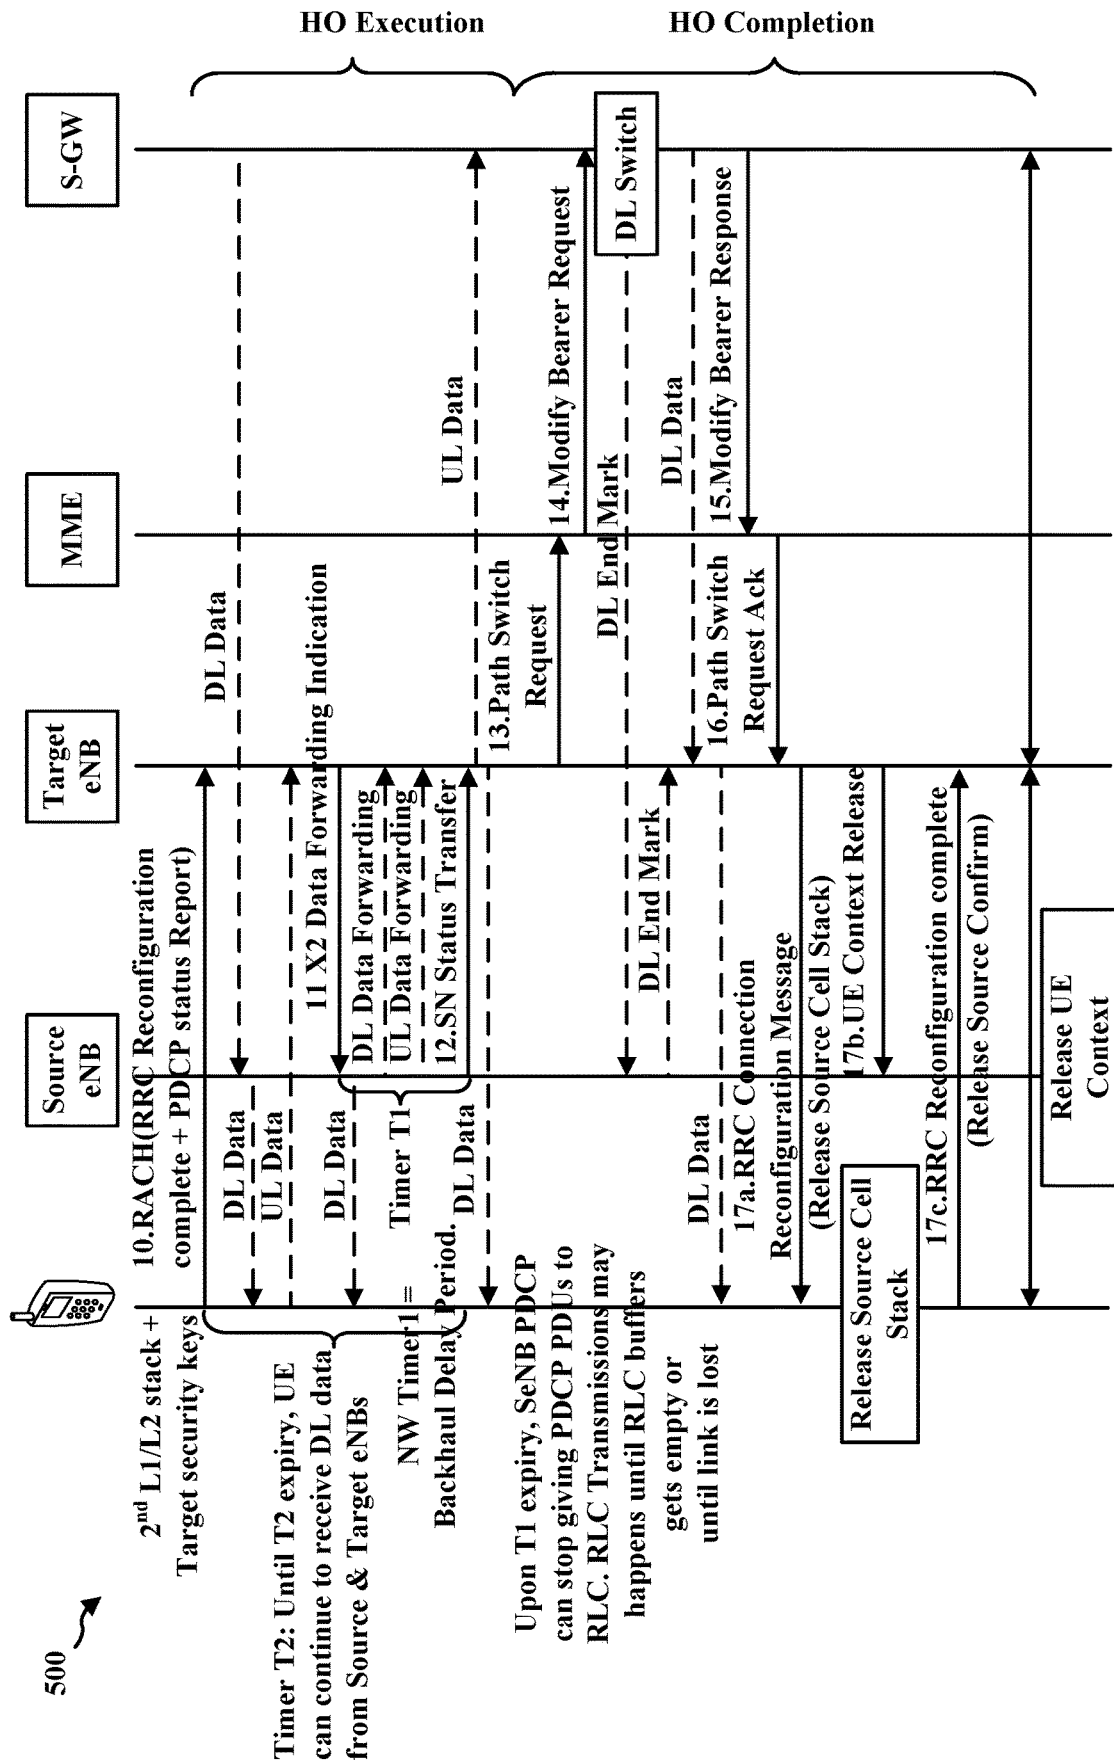 500
Source
eNB
Target
eNB
MME
S-GW
2nd L1/L2 stack +
Target security keys
10.RACH(RRC Reconfiguration
complete + PDCP status Report)
HO Execution
DL Data
DL Data
UL Data
Timer T2: Until T2 expiry, UE
can continue to receive DL data
from Source & Target eNBs
11 X2 Data Forwarding Indication
DL Data
DL Data Forwarding
UL Data Forwarding
Timer T1
NW Timer1 =
Backhaul Delay Period.
12.SN Status Transfer
UL Data
DL Data
13.Path Switch
Request
HO Completion
14.Modify Bearer Request
Upon T1 expiry, SeNB PDCP
can stop giving PDCP PDUs to
RLC. RLC Transmissions may
happens until RLC buffers
gets empty or
until link is lost
DL Switch
DL End Mark
DL End Mark
DL Data
DL Data
15.Modify Bearer Response
16.Path Switch
Request Ack
17a.RRC Connection
Reconfiguration Message
(Release Source Cell Stack)
17b.UE Context Release
Release Source Cell
Stack
17c.RRC Reconfiguration complete
(Release Source Confirm)
Release UE
Context